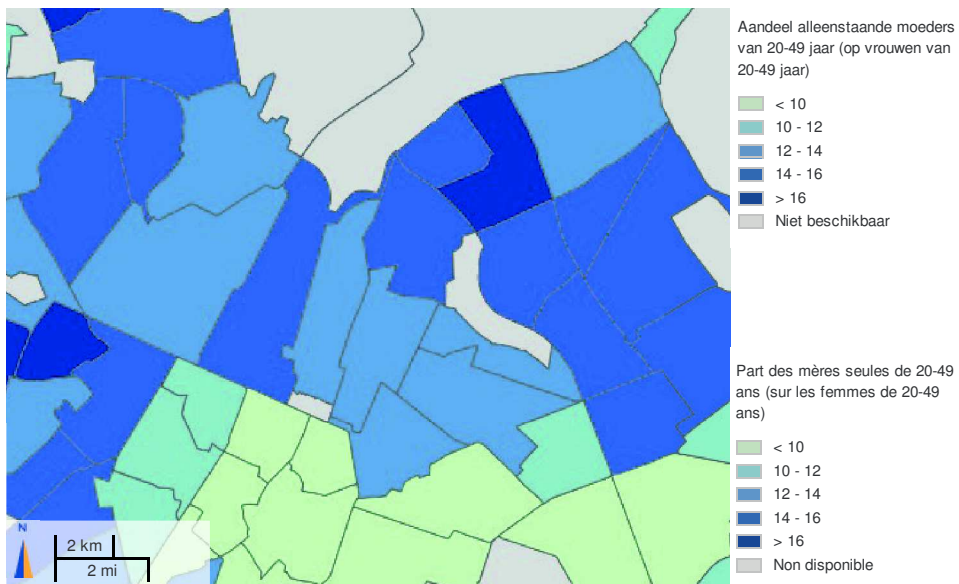 Aandeel alleenstaande moeders
van 20-49 jaar (op vrouwen van
20-49 jaar)
< 10
10 - 12
12 - 14
14 - 16
> 16
Niet beschikbaar
Part des mères seules de 20-49
ans (sur les femmes de 20-49
ans)
< 10
10 - 12
12 - 14
14 - 16
> 16
Non disponible
N
2 km
2 mi